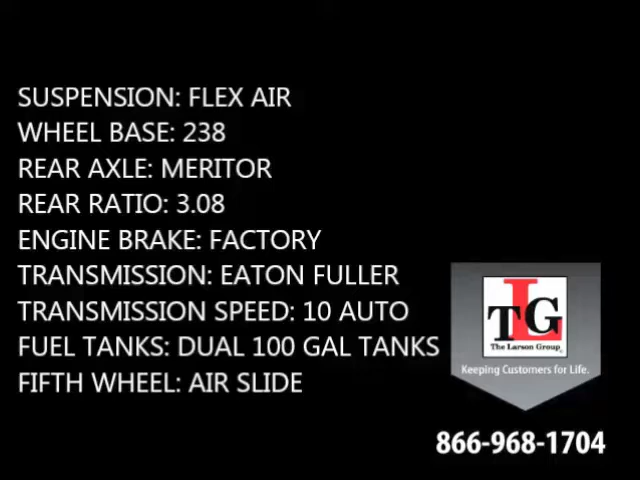 SUSPENSION: FLEX AIR
WHEEL BASE: 238
REAR AXLE: MERITOR
REAR RATIO: 3.08
ENGINE BRAKE: FACTORY
TRANSMISSION: EATON FULLER
TRANSMISSION SPEED: 10 AUTO
FUEL TANKS: DUAL 100 GAL TANKS
FIFTH WHEEL: AIR SLIDE
TLG
The Larson Group
Keeping Customers for Life.
866-968-1704